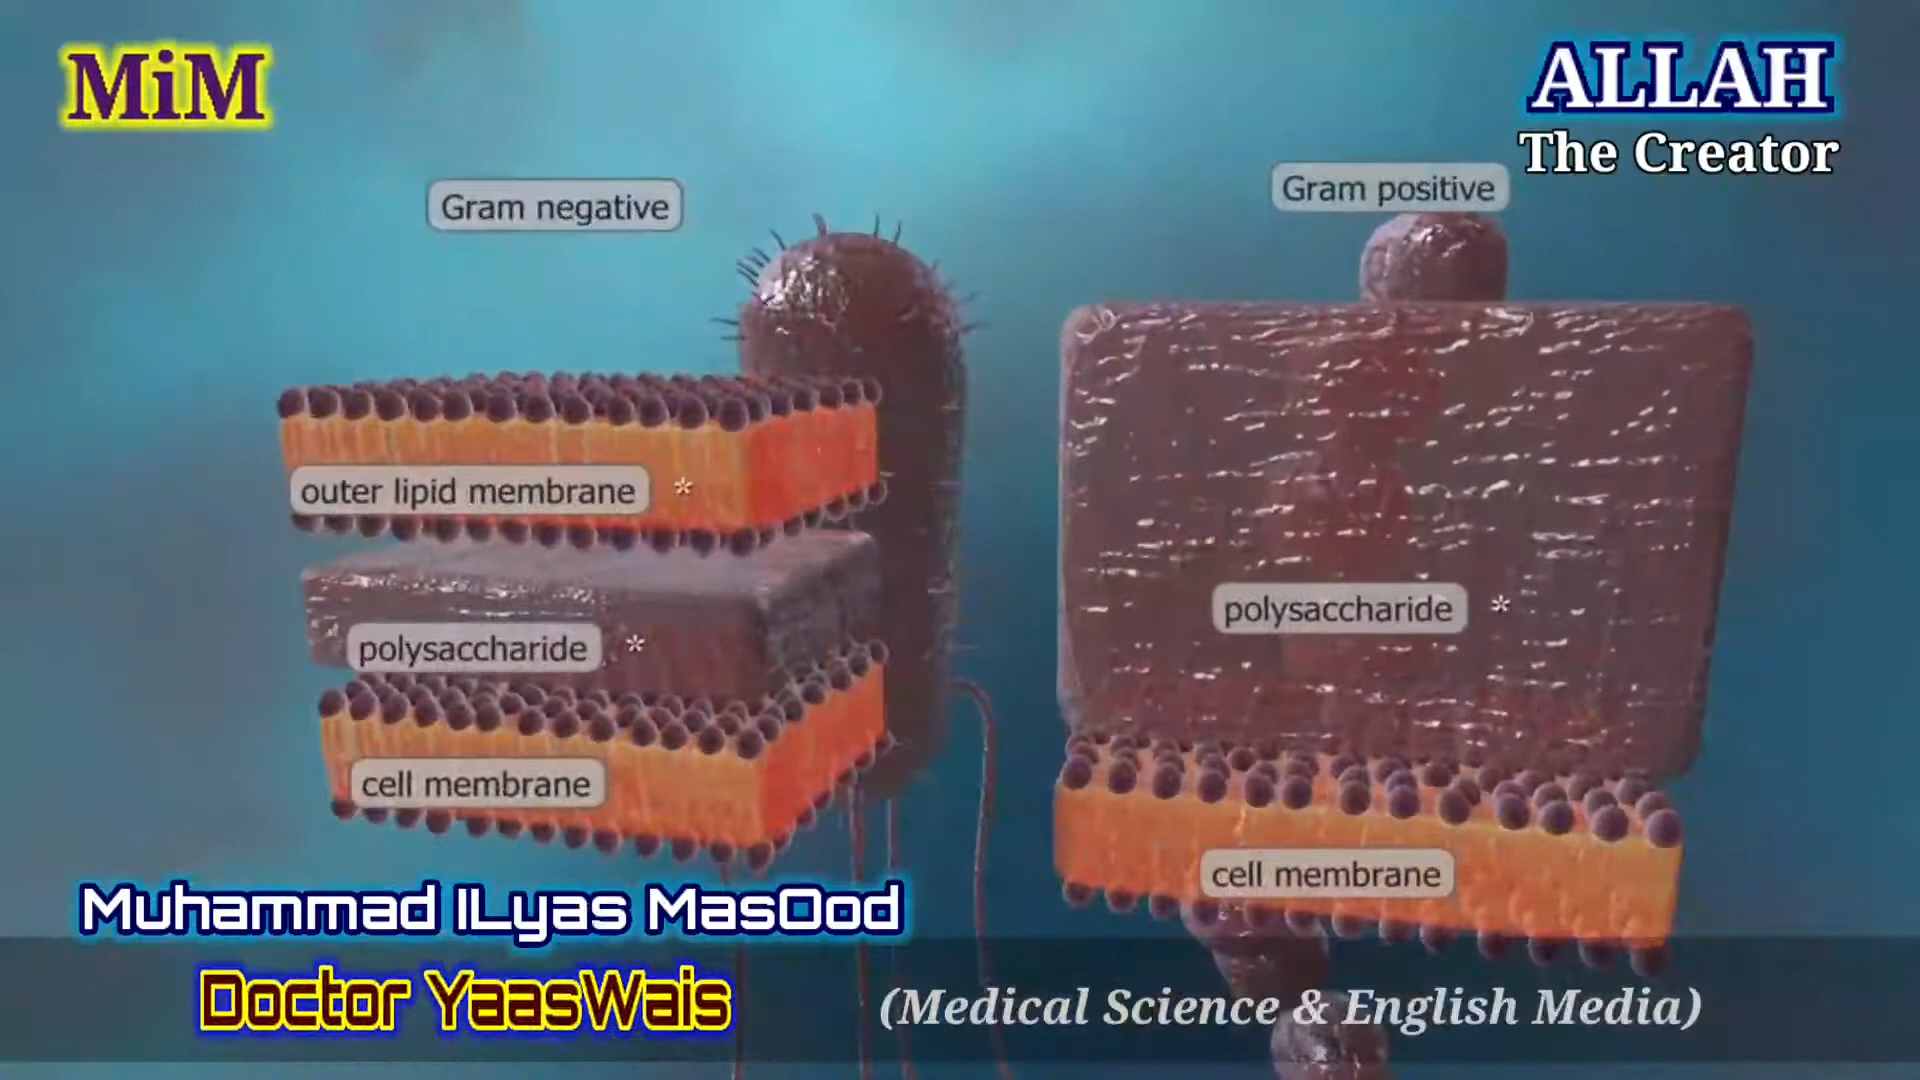 MiM
ALLAH
The Creator
Gram negative
Gram positive
outer lipid membrane *
polysaccharide *
polysaccharide *
cell membrane
cell membrane
Muhammad ILyas MasOod
Doctor YaasWais
(Medical Science & English Media)